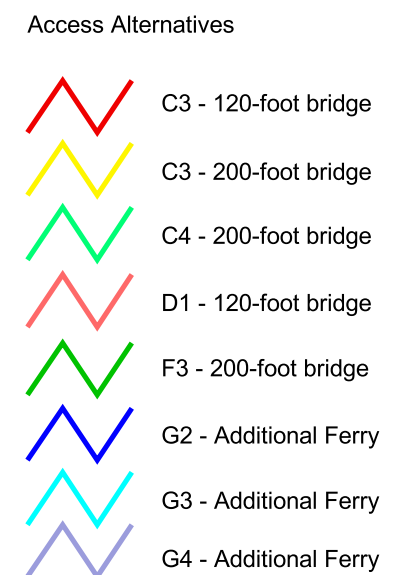 Access Alternatives
C3 - 120-foot bridge
C3 - 200-foot bridge
C4 - 200-foot bridge
D1 - 120-foot bridge
F3 - 200-foot bridge
G2 - Additional Ferry
G3 - Additional Ferry
G4 - Additional Ferry